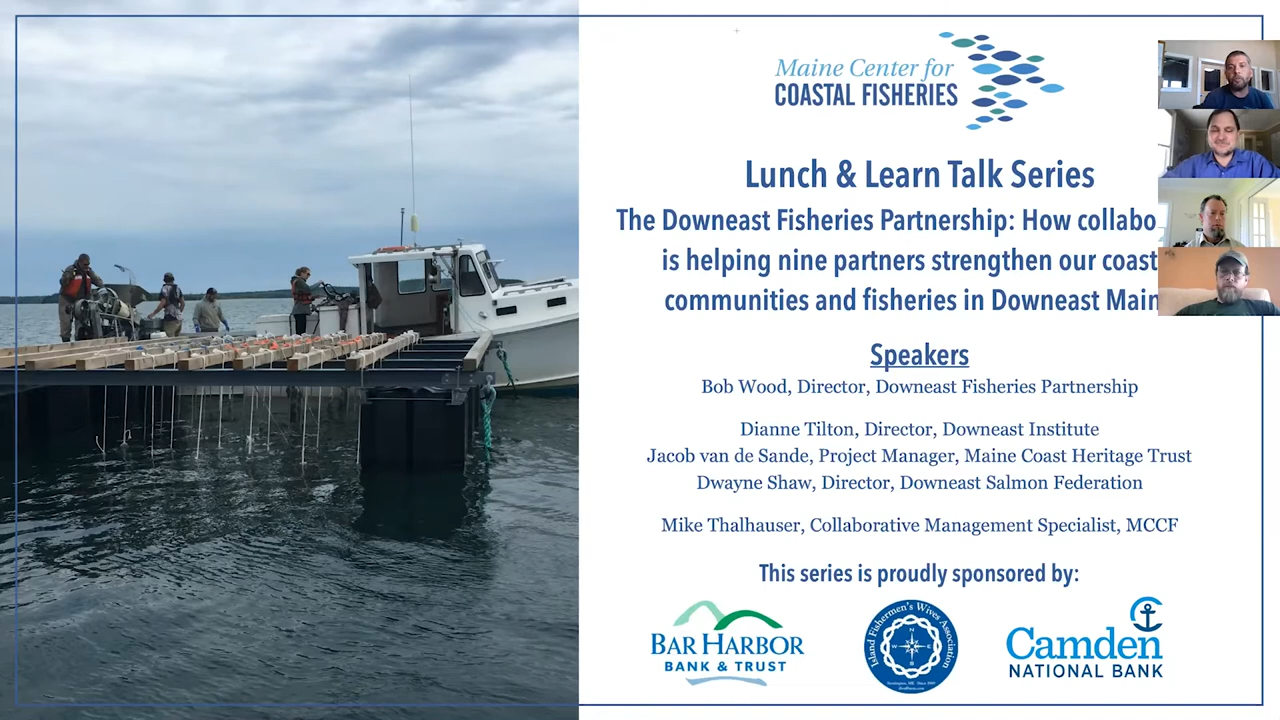 Maine Center for
COASTAL FISHERIES
Lunch & Learn Talk Series
The Downeast Fisheries Partnership: How collabo
is helping nine partners strengthen our coast
communities and fisheries in Downeast Main
Speakers
Bob Wood, Director, Downeast Fisheries Partnership
Dianne Tilton, Director, Downeast Institute
Jacob van de Sande, Project Manager, Maine Coast Heritage Trust
Dwayne Shaw, Director, Downeast Salmon Federation
Mike Thalhauser, Collaborative Management Specialist, MCCF
This series is proudly sponsored by:
BAR HARBOR
BANK & TRUST
Island Fishermen's Wives Association
Camden
NATIONAL BANK